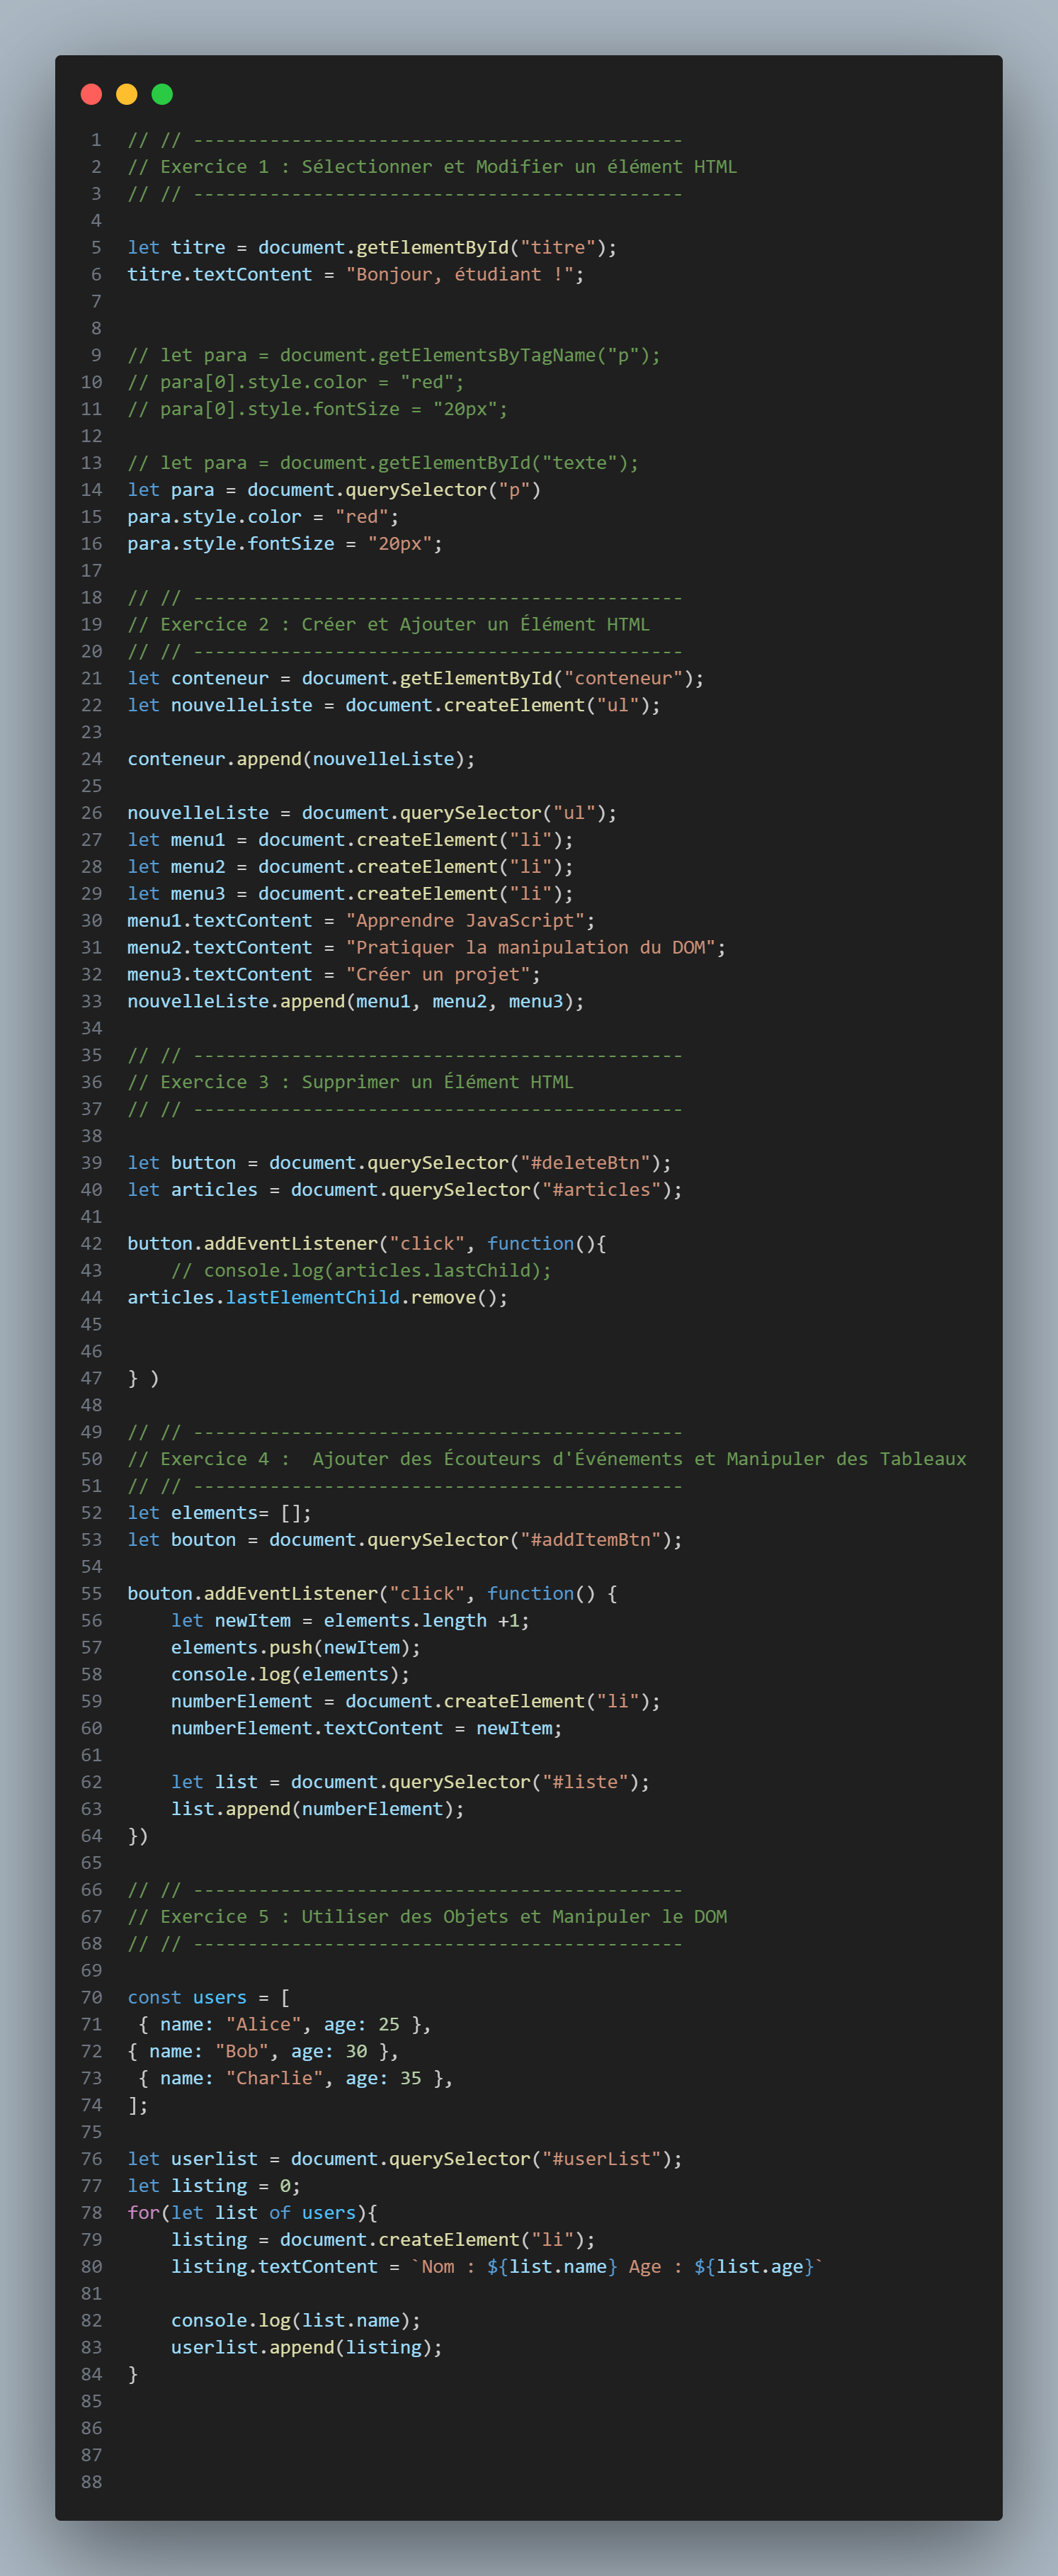 1 // // ---------------------------------------------
2 // Exercice 1 : Sélectionner et Modifier un élément HTML
3 // // ---------------------------------------------
4
5 let titre = document.getElementById("titre");
6 titre.textContent = "Bonjour, étudiant !";
7
8
9 // let para = document.getElementsByTagName("p");
10 // para[0].style.color = "red";
11 // para[0].style.fontSize = "20px";
12
13 // let para = document.getElementById("texte");
14 let para = document.querySelector("p")
15 para.style.color = "red";
16 para.style.fontSize = "20px";
17
18 // // ---------------------------------------------
19 // Exercice 2 : Créer et Ajouter un Élément HTML
20 // // ---------------------------------------------
21 let conteneur = document.getElementById("conteneur");
22 let nouvelleListe = document.createElement("ul");
23
24 conteneur.append(nouvelleListe);
25
26 nouvelleListe = document.querySelector("ul");
27 let menu1 = document.createElement("li");
28 let menu2 = document.createElement("li");
29 let menu3 = document.createElement("li");
30 menu1.textContent = "Apprendre JavaScript";
31 menu2.textContent = "Pratiquer la manipulation du DOM";
32 menu3.textContent = "Créer un projet";
33 nouvelleListe.append(menu1, menu2, menu3);
34
35 // // ---------------------------------------------
36 // Exercice 3 : Supprimer un Élément HTML
37 // // ---------------------------------------------
38
39 let button = document.querySelector("#deleteBtn");
40 let articles = document.querySelector("#articles");
41
42 button.addEventListener("click", function(){
43     // console.log(articles.lastChild);
44 articles.lastElementChild.remove();
45
46
47 } )
48
49 // // ---------------------------------------------
50 // Exercice 4 :  Ajouter des Écouteurs d'Événements et Manipuler des Tableaux
51 // // ---------------------------------------------
52 let elements= [];
53 let bouton = document.querySelector("#addItemBtn");
54
55 bouton.addEventListener("click", function() {
56     let newItem = elements.length +1;
57     elements.push(newItem);
58     console.log(elements);
59     numberElement = document.createElement("li");
60     numberElement.textContent = newItem;
61
62     let list = document.querySelector("#liste");
63     list.append(numberElement);
64 })
65
66 // // ---------------------------------------------
67 // Exercice 5 : Utiliser des Objets et Manipuler le DOM
68 // // ---------------------------------------------
69
70 const users = [
71  { name: "Alice", age: 25 },
72 { name: "Bob", age: 30 },
73  { name: "Charlie", age: 35 },
74 ];
75
76 let userlist = document.querySelector("#userList");
77 let listing = 0;
78 for(let list of users){
79     listing = document.createElement("li");
80     listing.textContent = `Nom : ${list.name} Age : ${list.age}`
81
82     console.log(list.name);
83     userlist.append(listing);
84 }
85
86
87
88